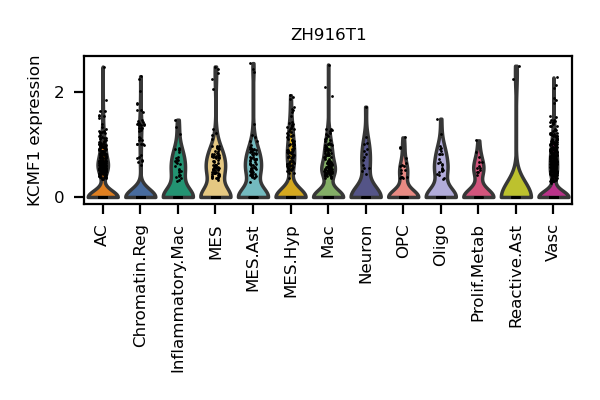 ZH916T1
KCMF1 expression
2
0
AC
Chromatin.Reg
Inflammatory.Mac
MES
MES.Ast
MES.Hyp
Mac
Neuron
OPC
Oligo
Prolif.Metab
Reactive.Ast
Vasc